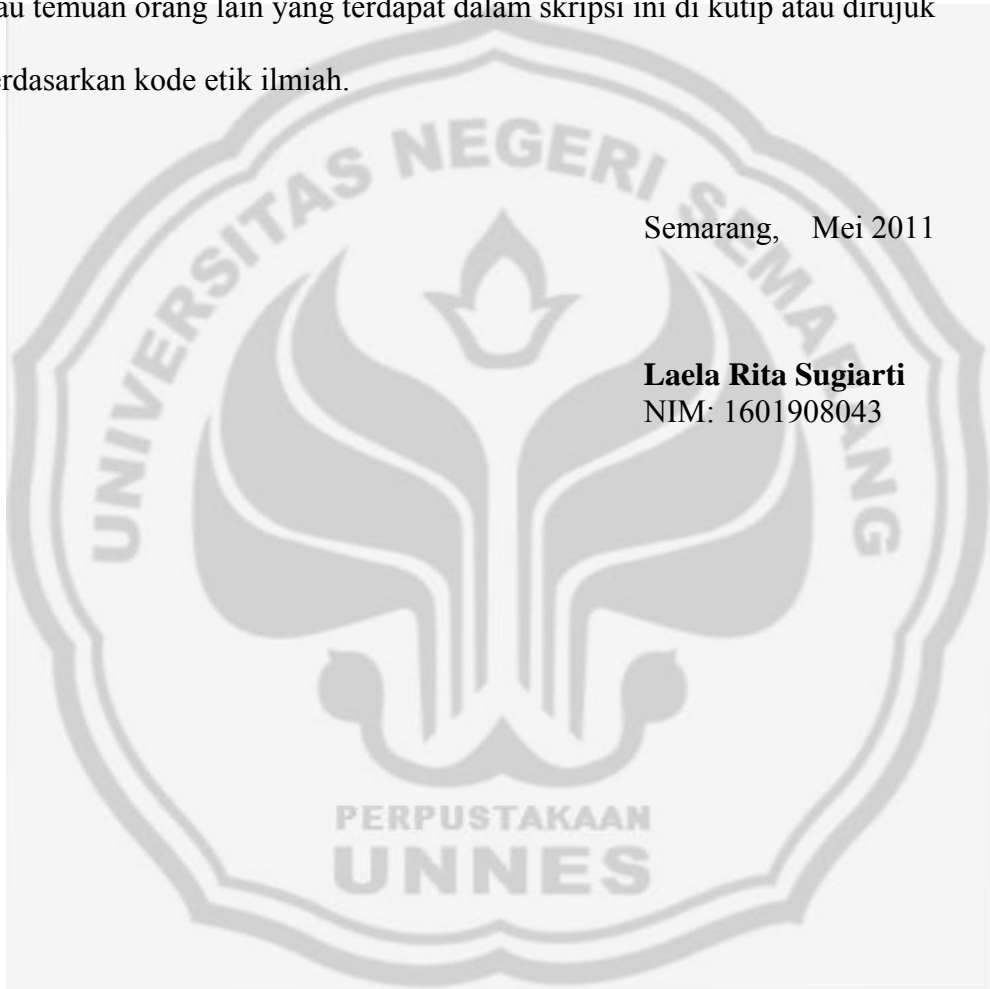 au temuan orang lain yang terdapat dalam skripsi ini di kutip atau dirujuk
erdasarkan kode etik ilmiah.
UNIVERSITAS NEGERI SEMARANG
Semarang, Mei 2011
Laela Rita Sugiarti
NIM: 1601908043
PERPUSTAKAAN
UNNES